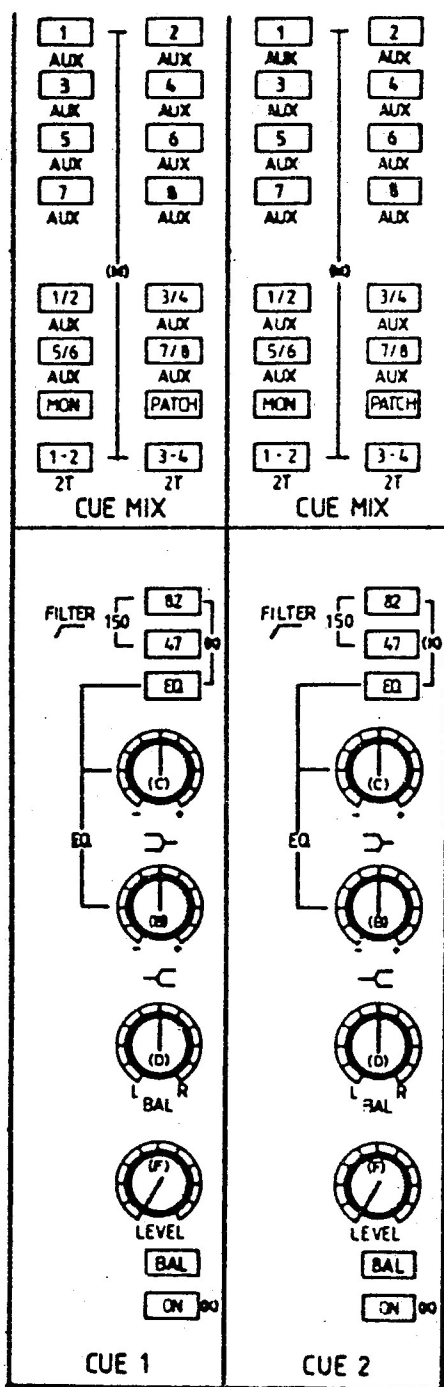 1 2
AUX AUX
3 4
AUX AUX
5 6
AUX AUX
7 8
AUX AUX
1/2 3/4
AUX AUX
5/6 7/8
AUX AUX
MON PATCH
1-2 3-4
2T 2T
CUE MIX
FILTER 150 82
47
EQ
(C)
- +
EQ
(B)
- +
(D)
L R
BAL
(F)
LEVEL
BAL
ON
CUE 1
1 2
AUX AUX
3 4
AUX AUX
5 6
AUX AUX
7 8
AUX AUX
1/2 3/4
AUX AUX
5/6 7/8
AUX AUX
MON PATCH
1-2 3-4
2T 2T
CUE MIX
FILTER 150 82
47
EQ
(C)
- +
EQ
(B)
- +
(D)
L R
BAL
(F)
LEVEL
BAL
ON
CUE 2